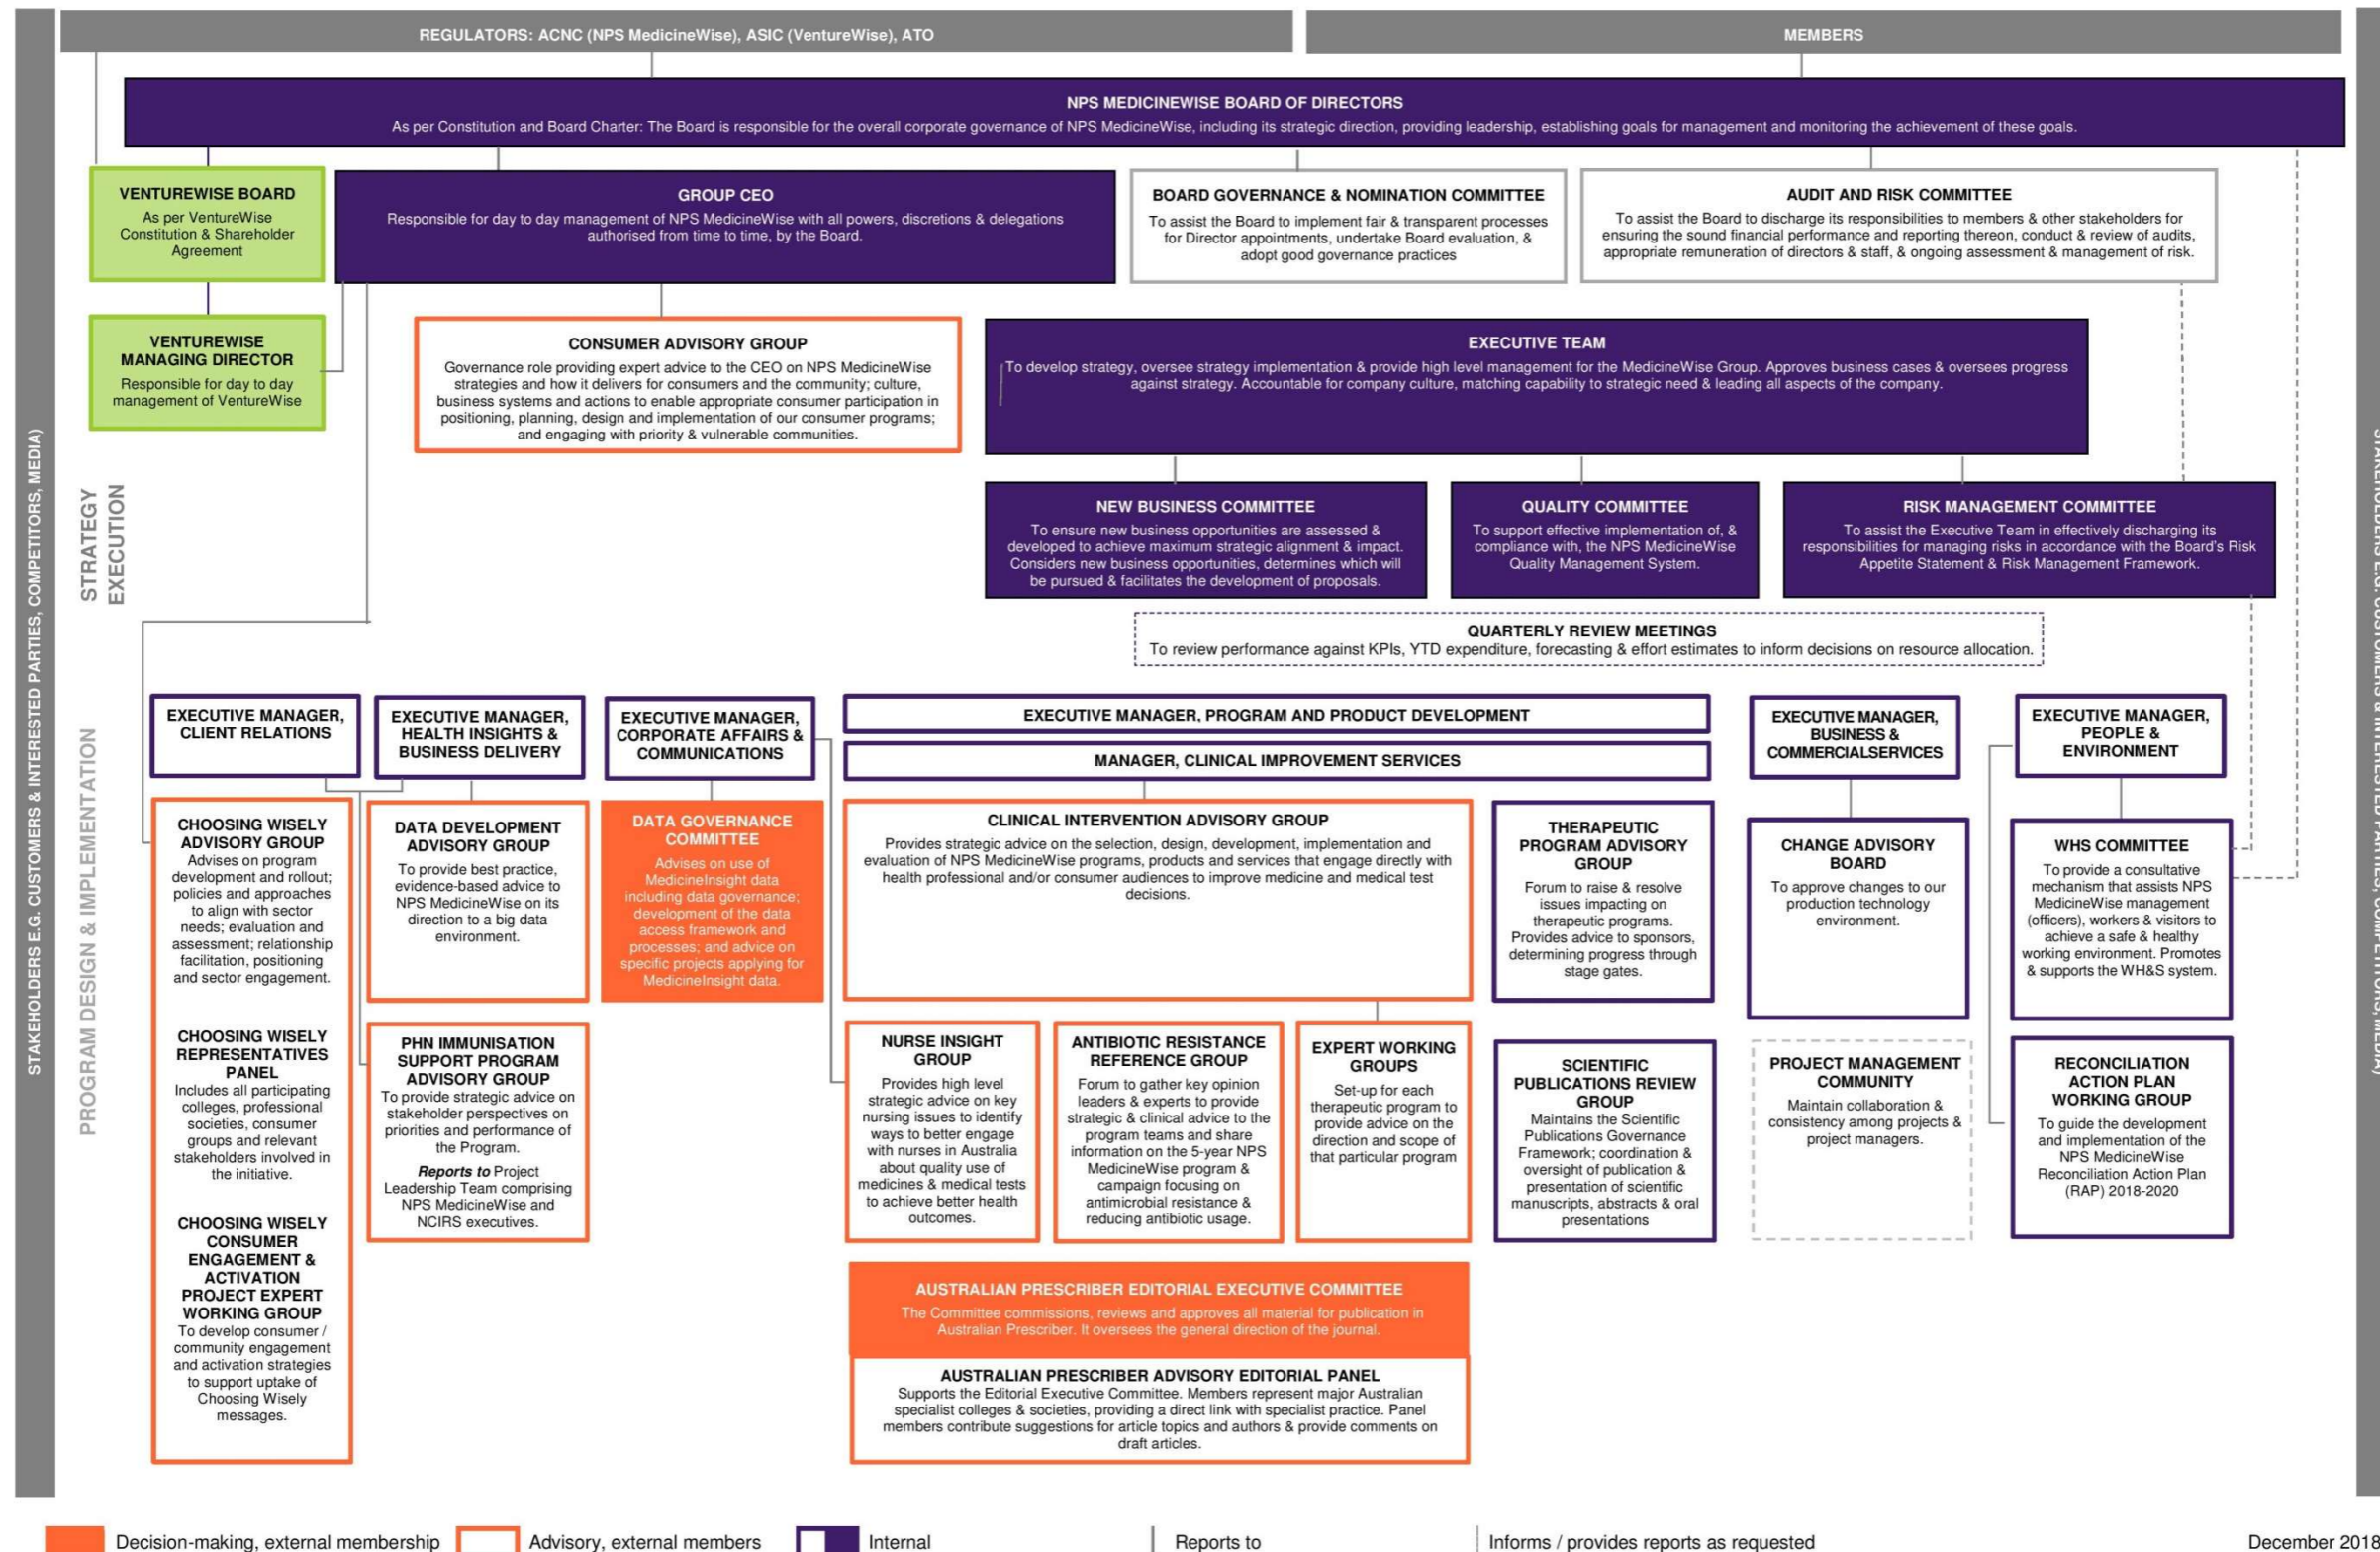 REGULATORS: ACNC (NPS MedicineWise), ASIC (VentureWise), ATO
MEMBERS
NPS MEDICINEWISE BOARD OF DIRECTORS
As per Constitution and Board Charter: The Board is responsible for the overall corporate governance of NPS MedicineWise, including its strategic direction, providing leadership, establishing goals for management and monitoring the achievement of these goals.
VENTUREWISE BOARD
As per VentureWise
Constitution & Shareholder
Agreement
GROUP CEO
Responsible for day to day management of NPS MedicineWise with all powers, discretions & delegations
authorised from time to time, by the Board.
BOARD GOVERNANCE & NOMINATION COMMITTEE
To assist the Board to implement fair & transparent processes
for Director appointments, undertake Board evaluation, &
adopt good governance practices
AUDIT AND RISK COMMITTEE
To assist the Board to discharge its responsibilities to members & other stakeholders for
ensuring the sound financial performance and reporting thereon, conduct & review of audits,
appropriate remuneration of directors & staff, & ongoing assessment & management of risk.
VENTUREWISE
MANAGING DIRECTOR
Responsible for day to day
management of VentureWise
CONSUMER ADVISORY GROUP
Governance role providing expert advice to the CEO on NPS MedicineWise
strategies and how it delivers for consumers and the community; culture,
business systems and actions to enable appropriate consumer participation in
positioning, planning, design and implementation of our consumer programs;
and engaging with priority & vulnerable communities.
EXECUTIVE TEAM
To develop strategy, oversee strategy implementation & provide high level management for the MedicineWise Group. Approves business cases & oversees progress
against strategy. Accountable for company culture, matching capability to strategic need & leading all aspects of the company.
STRATEGY
EXECUTION
NEW BUSINESS COMMITTEE
To ensure new business opportunities are assessed &
developed to achieve maximum strategic alignment & impact.
Considers new business opportunities, determines which will
be pursued & facilitates the development of proposals.
QUALITY COMMITTEE
To support effective implementation of, &
compliance with, the NPS MedicineWise
Quality Management System.
RISK MANAGEMENT COMMITTEE
To assist the Executive Team in effectively discharging its
responsibilities for managing risks in accordance with the Board's Risk
Appetite Statement & Risk Management Framework.
QUARTERLY REVIEW MEETINGS
To review performance against KPIs, YTD expenditure, forecasting & effort estimates to inform decisions on resource allocation.
STAKEHOLDERS E.G. CUSTOMERS & INTERESTED PARTIES, COMPETITORS, MEDIA)
PROGRAM DESIGN & IMPLEMENTATION
EXECUTIVE MANAGER,
CLIENT RELATIONS
EXECUTIVE MANAGER,
HEALTH INSIGHTS &
BUSINESS DELIVERY
EXECUTIVE MANAGER,
CORPORATE AFFAIRS &
COMMUNICATIONS
EXECUTIVE MANAGER, PROGRAM AND PRODUCT DEVELOPMENT
MANAGER, CLINICAL IMPROVEMENT SERVICES
EXECUTIVE MANAGER,
BUSINESS &
COMMERCIALSERVICES
EXECUTIVE MANAGER,
PEOPLE &
ENVIRONMENT
CHOOSING WISELY
ADVISORY GROUP
Advises on program
development and rollout;
policies and approaches
to align with sector
needs; evaluation and
assessment; relationship
facilitation, positioning
and sector engagement.
CHOOSING WISELY
REPRESENTATIVES
PANEL
Includes all participating
colleges, professional
societies, consumer
groups and relevant
stakeholders involved in
the initiative.
CHOOSING WISELY
CONSUMER
ENGAGEMENT &
ACTIVATION
PROJECT EXPERT
WORKING GROUP
To develop consumer /
community engagement
and activation strategies
to support uptake of
Choosing Wisely
messages.
DATA DEVELOPMENT
ADVISORY GROUP
To provide best practice,
evidence-based advice to
NPS MedicineWise on its
direction to a big data
environment.
PHN IMMUNISATION
SUPPORT PROGRAM
ADVISORY GROUP
To provide strategic advice on
stakeholder perspectives on
priorities and performance of
the Program.
Reports to Project
Leadership Team comprising
NPS MedicineWise and
NCIRS executives.
DATA GOVERNANCE
COMMITTEE
Advises on use of
MedicineInsight data
including data governance;
development of the data
access framework and
processes; and advice on
specific projects applying for
MedicineInsight data.
CLINICAL INTERVENTION ADVISORY GROUP
Provides strategic advice on the selection, design, development, implementation and
evaluation of NPS MedicineWise programs, products and services that engage directly with
health professional and/or consumer audiences to improve medicine and medical test
decisions.
NURSE INSIGHT
GROUP
Provides high level
strategic advice on key
nursing issues to identify
ways to better engage
with nurses in Australia
about quality use of
medicines & medical tests
to achieve better health
outcomes.
ANTIBIOTIC RESISTANCE
REFERENCE GROUP
Forum to gather key opinion
leaders & experts to provide
strategic & clinical advice to the
program teams and share
information on the 5-year NPS
MedicineWise program &
campaign focusing on
antimicrobial resistance &
reducing antibiotic usage.
EXPERT WORKING
GROUPS
Set-up for each
therapeutic program to
provide advice on the
direction and scope of
that particular program
THERAPEUTIC
PROGRAM ADVISORY
GROUP
Forum to raise & resolve
issues impacting on
therapeutic programs.
Provides advice to sponsors,
determining progress through
stage gates.
SCIENTIFIC
PUBLICATIONS REVIEW
GROUP
Maintains the Scientific
Publications Governance
Framework; coordination &
oversight of publication &
presentation of scientific
manuscripts, abstracts & oral
presentations
CHANGE ADVISORY
BOARD
To approve changes to our
production technology
environment.
PROJECT MANAGEMENT
COMMUNITY
Maintain collaboration &
consistency among projects &
project managers.
WHS COMMITTEE
To provide a consultative
mechanism that assists NPS
MedicineWise management
(officers), workers & visitors to
achieve a safe & healthy
working environment. Promotes
& supports the WH&S system.
RECONCILIATION
ACTION PLAN
WORKING GROUP
To guide the development
and implementation of the
NPS MedicineWise
Reconciliation Action Plan
(RAP) 2018-2020
AUSTRALIAN PRESCRIBER EDITORIAL EXECUTIVE COMMITTEE
The Committee commissions, reviews and approves all material for publication in
Australian Prescriber. It oversees the general direction of the journal.
AUSTRALIAN PRESCRIBER ADVISORY EDITORIAL PANEL
Supports the Editorial Executive Committee. Members represent major Australian
specialist colleges & societies, providing a direct link with specialist practice. Panel
members contribute suggestions for article topics and authors & provide comments on
draft articles.
STAKEHOLDERS E.G. CUSTOMERS & INTERESTED PARTIES, COMPETITORS, MEDIA)
Decision-making, external membership
Advisory, external members
Internal
Reports to
Informs / provides reports as requested
December 2018